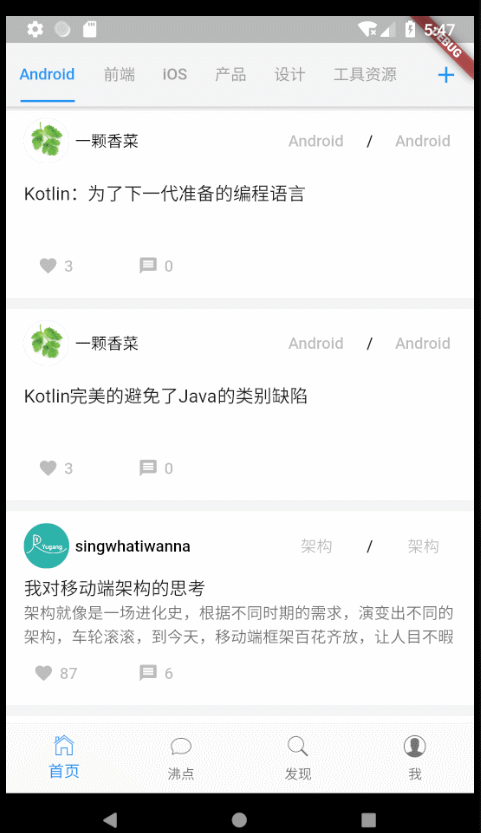 5:47
DEBUG
Android 前端 iOS 产品 设计 工具资源
一颗香菜 Android / Android
Kotlin：为了下一代准备的编程语言
3 0
一颗香菜 Android / Android
Kotlin完美的避免了Java的类别缺陷
3 0
Yugang
singwhatiwanna 架构 / 架构
我对移动端架构的思考
架构就像是一场进化史，根据不同时期的需求，演变出不同的
架构，车轮滚滚，到今天，移动端框架百花齐放，让人目不暇
87 6
首页 沸点 发现 我